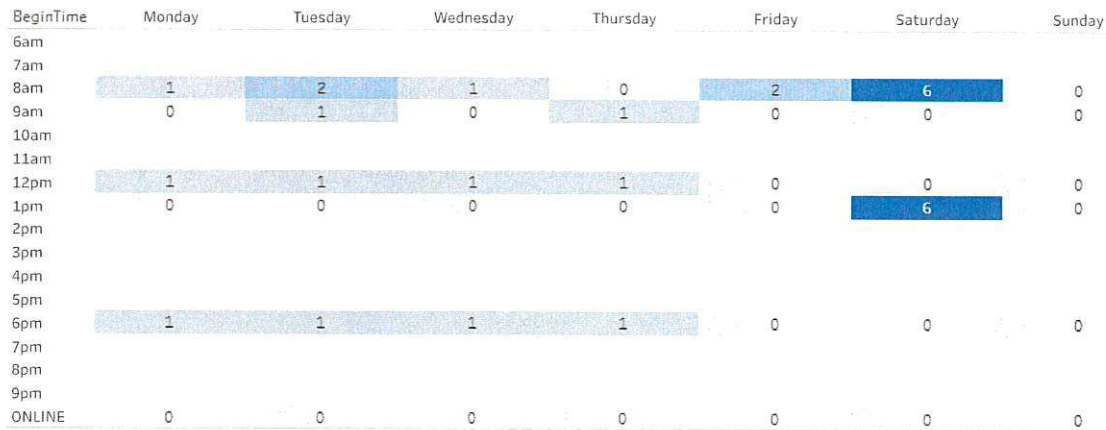 BeginTime Monday Tuesday Wednesday Thursday Friday Saturday Sunday
6am
7am
8am 1 2 1 0 2 6 0
9am 0 1 0 1 0 0 0
10am
11am
12pm 1 1 1 1 0 0 0
1pm 0 0 0 0 0 6 0
2pm
3pm
4pm
5pm
6pm 1 1 1 1 0 0 0
7pm
8pm
9pm
ONLINE 0 0 0 0 0 0 0